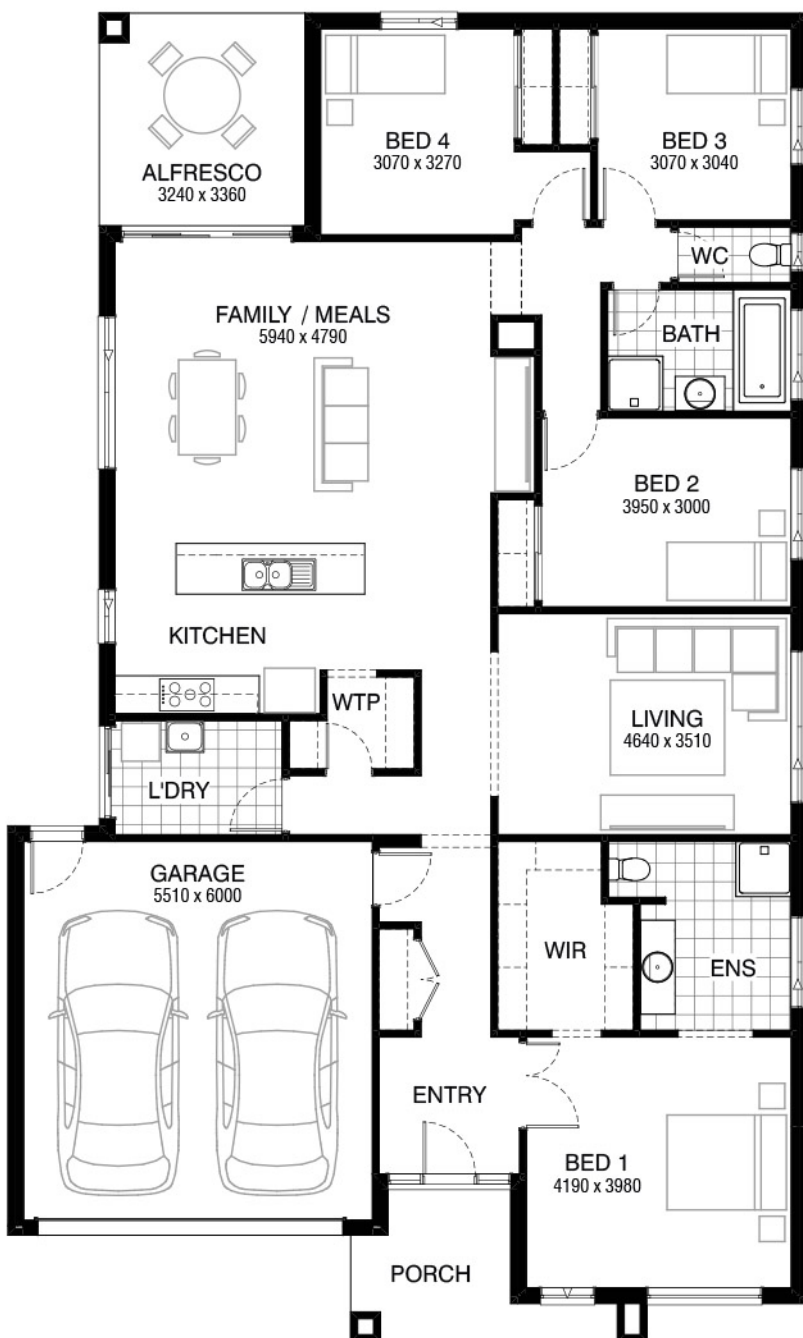 BED 4
3070 x 3270
BED 3
3070 x 3040
ALFRESCO
3240 x 3360
WC
FAMILY / MEALS
5940 x 4790
BATH
BED 2
3950 x 3000
KITCHEN
WTP
LIVING
4640 x 3510
L'DRY
GARAGE
5510 x 6000
WIR
ENS
ENTRY
BED 1
4190 x 3980
PORCH